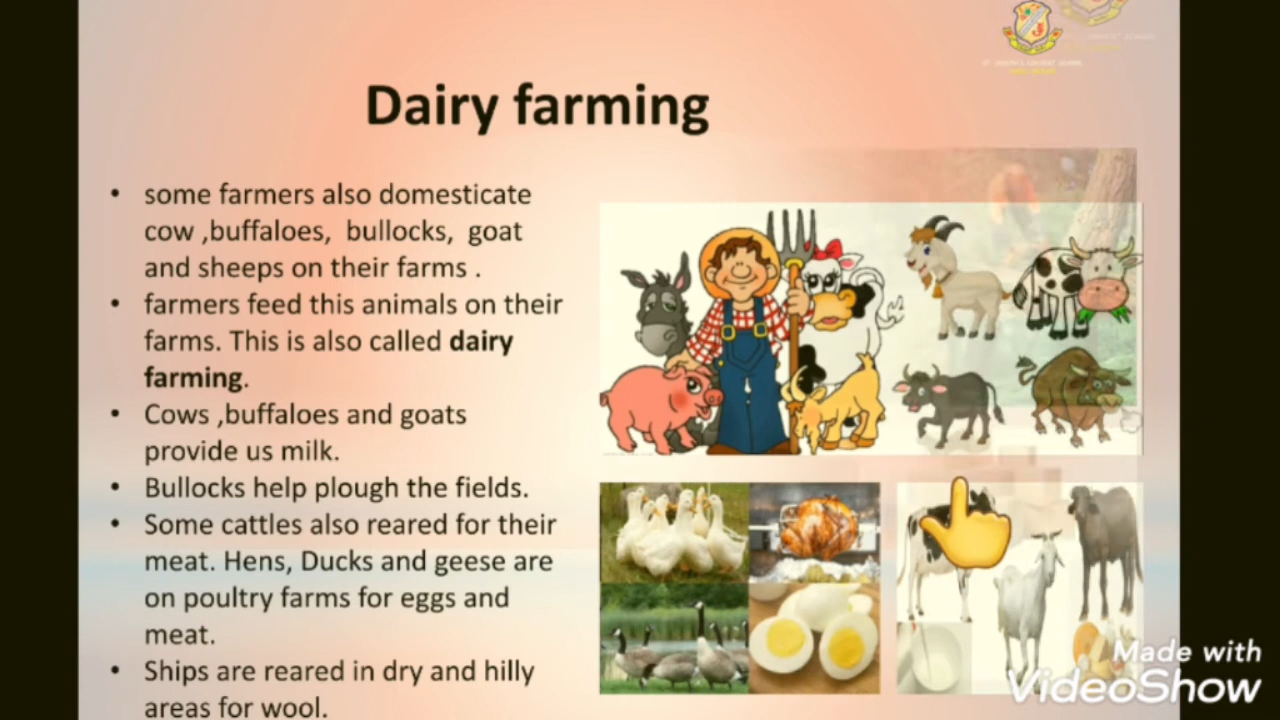 Dairy farming
• some farmers also domesticate
cow ,buffaloes, bullocks, goat
and sheeps on their farms .
• farmers feed this animals on their
farms. This is also called dairy
farming.
• Cows ,buffaloes and goats
provide us milk.
• Bullocks help plough the fields.
• Some cattles also reared for their
meat. Hens, Ducks and geese are
on poultry farms for eggs and
meat.
• Ships are reared in dry and hilly
areas for wool.
Made with
VideoShow